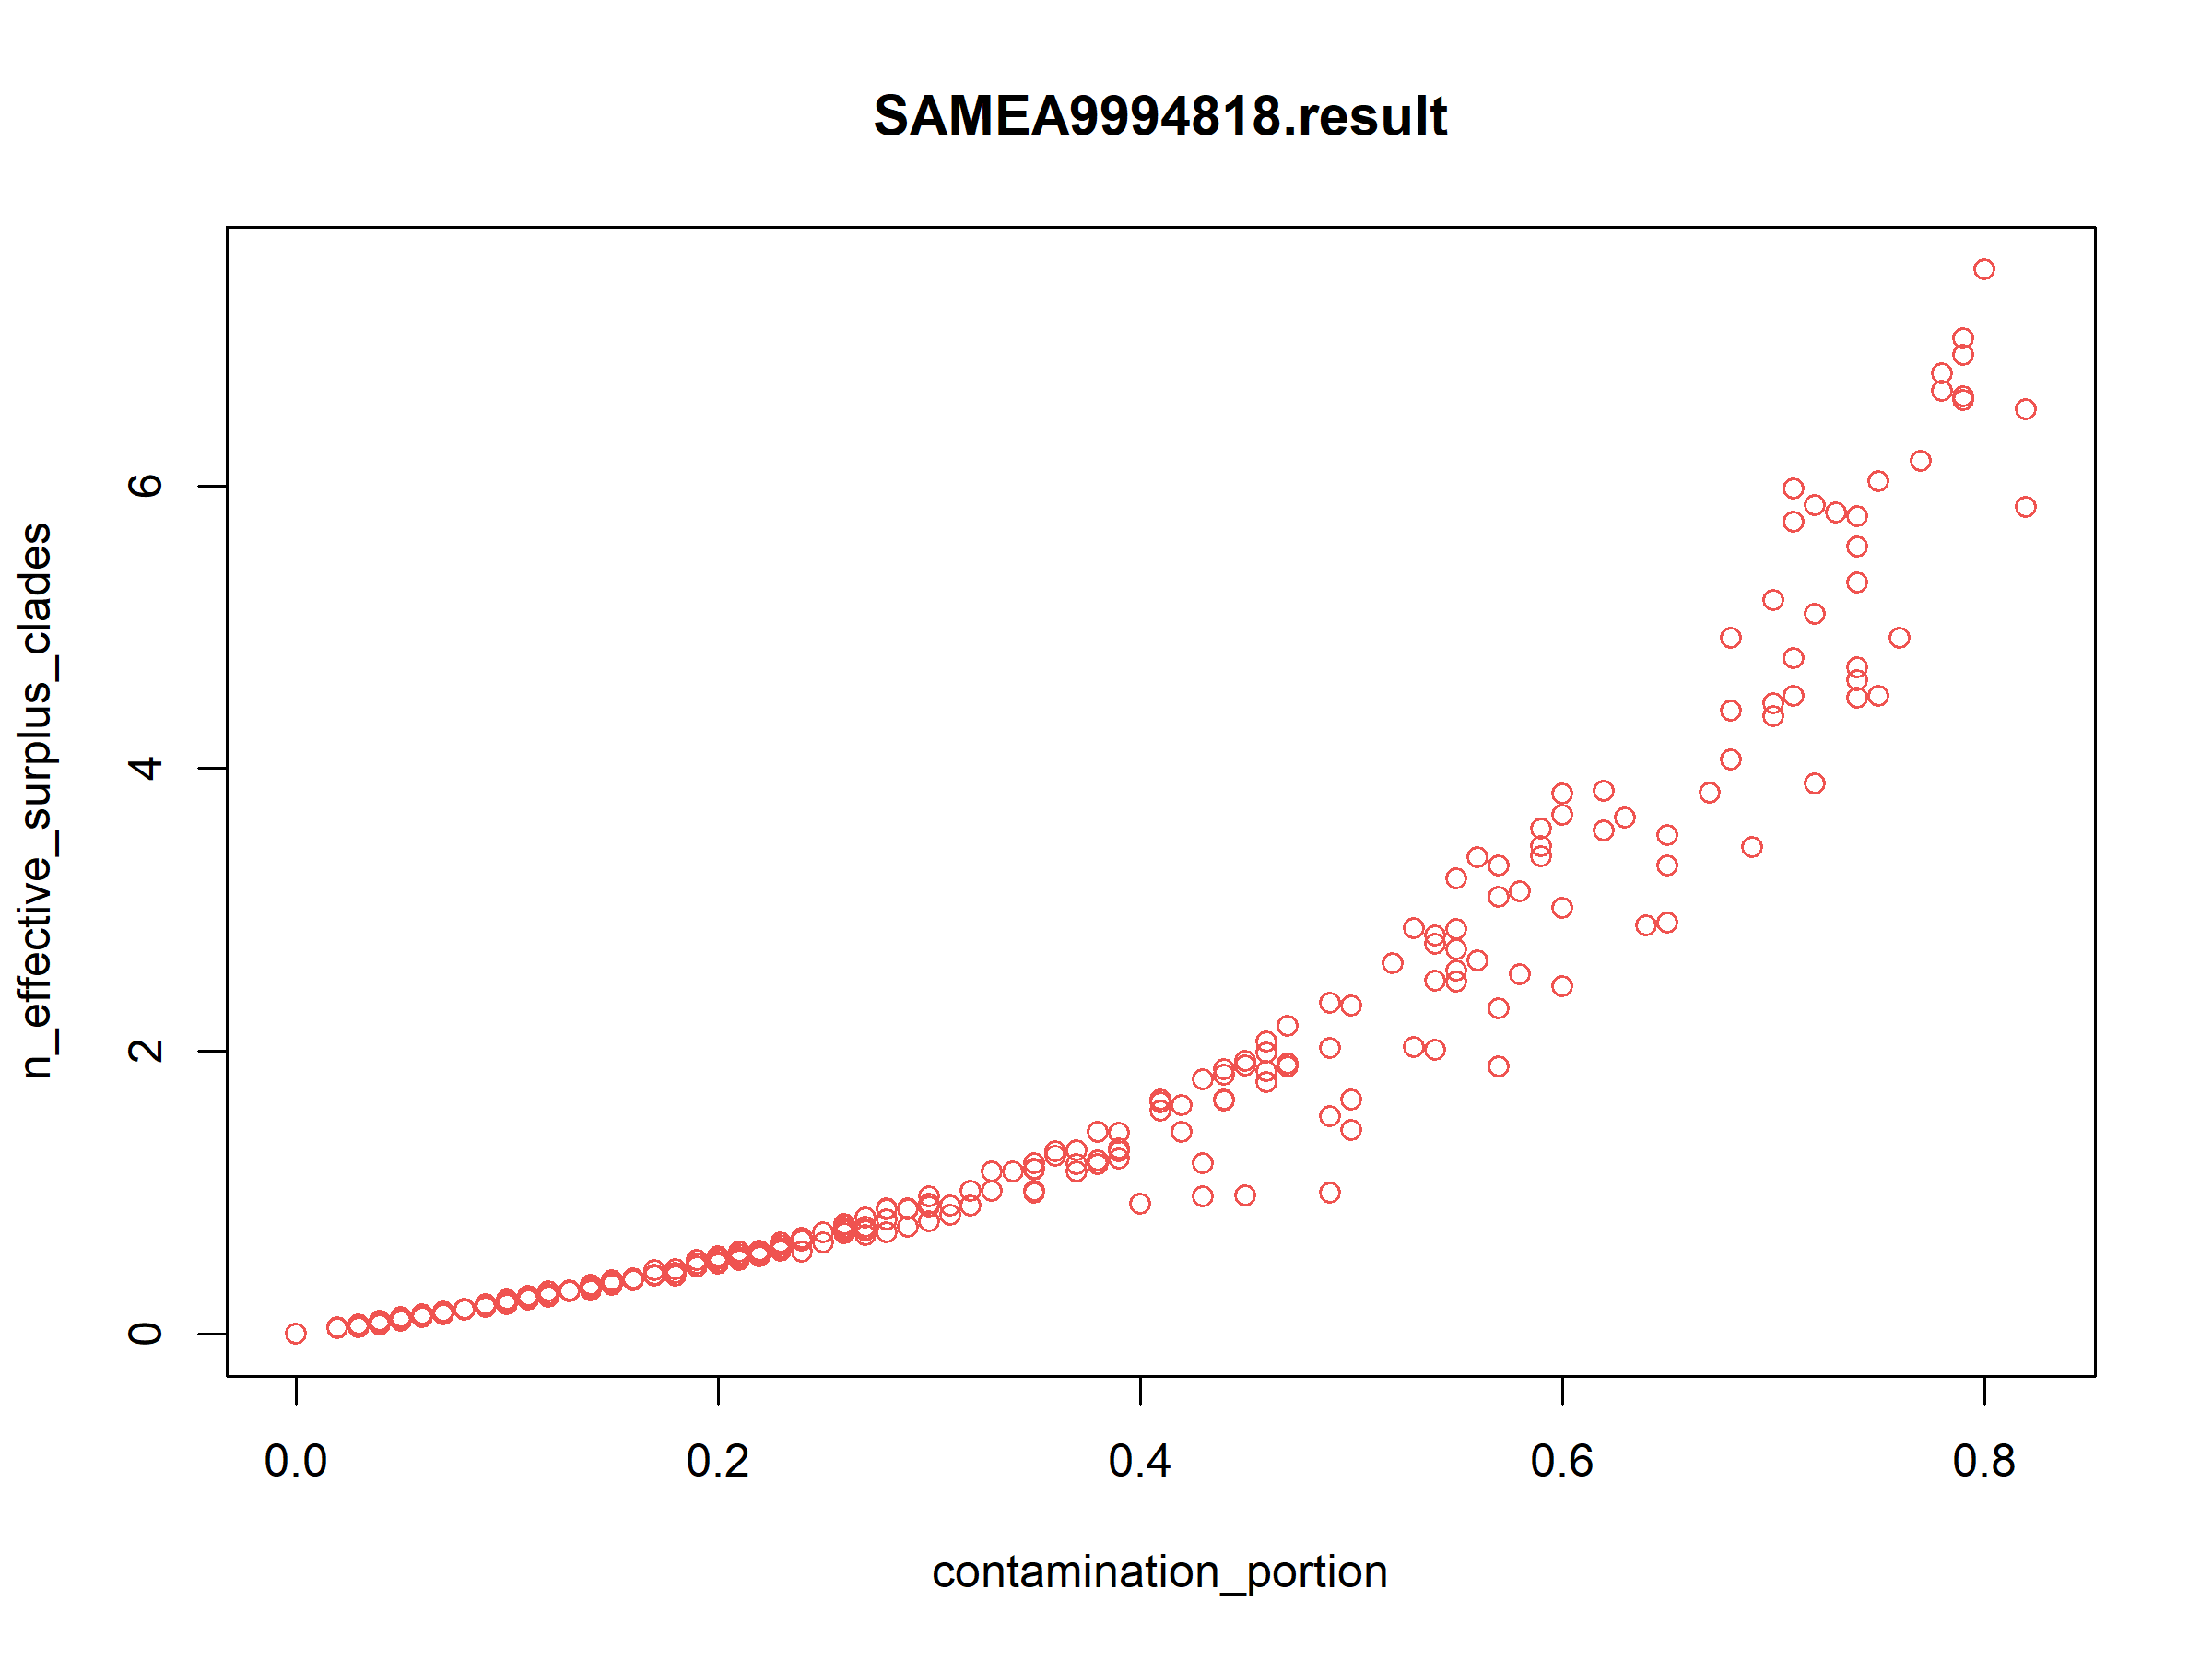 SAMEA9994818.result
n_effective_surplus_clades
6
4
2
0
0.0 0.2 0.4 0.6 0.8
contamination_portion